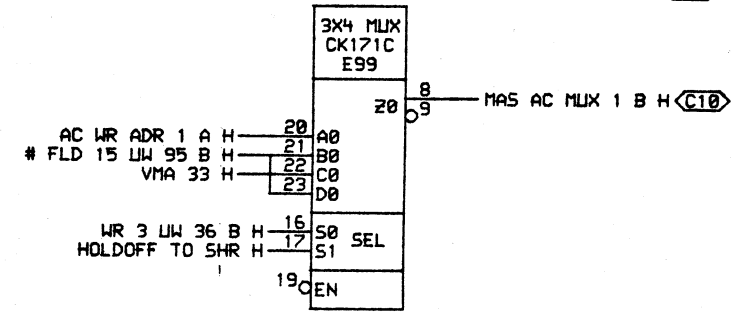 3X4 MUX
CK171C
E99
Z0
8
9
MAS AC MUX 1 B H
C10
AC WR ADR 1 A H
20
A0
# FLD 15 UW 95 B H
21
B0
VMA 33 H
22
C0
23
D0
WR 3 UW 36 B H
16
S0
SEL
HOLDOFF TO SHR H
17
S1
19
EN